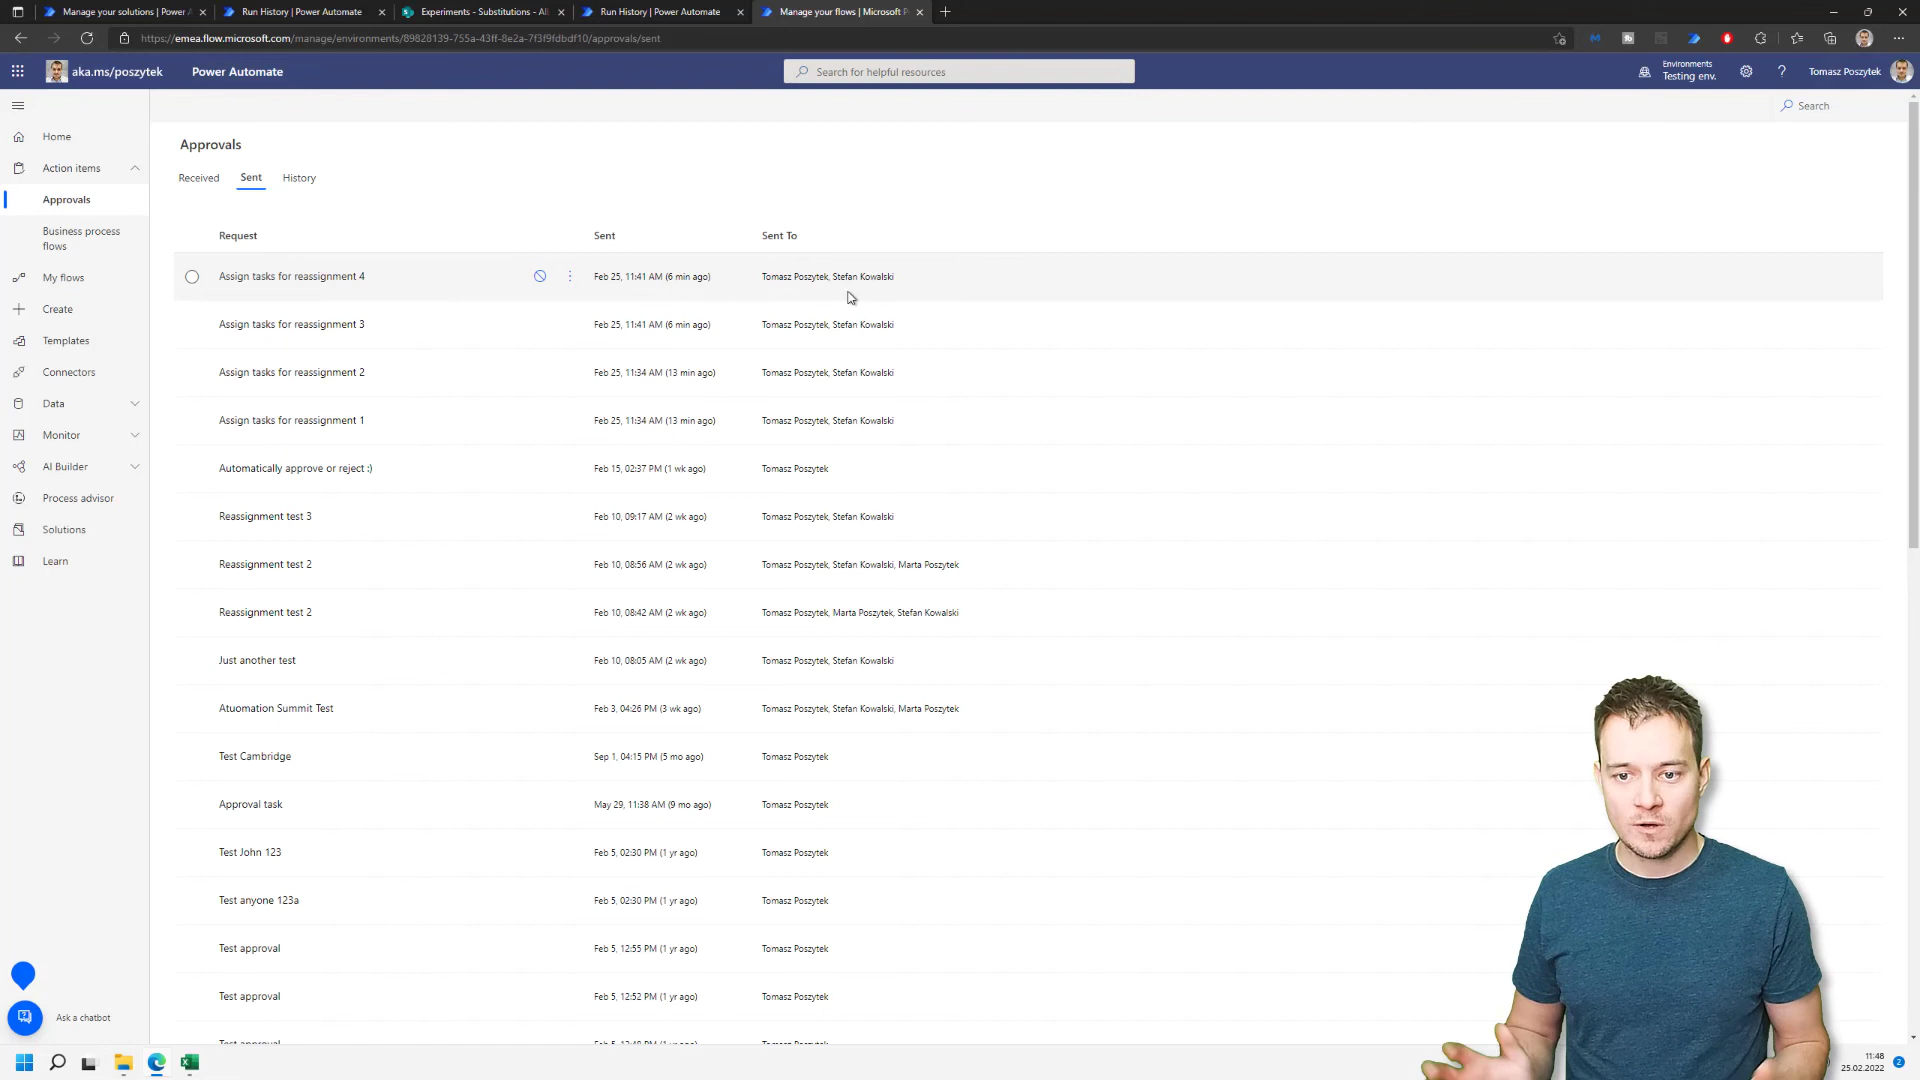 Manage your solutions | Power A
Run History | Power Automate
Experiments - Substitutions - All
Run History | Power Automate
Manage your flows | Microsoft P
https://emea.flow.microsoft.com/manage/environments/89828139-755a-43ff-8e2a-7f3f9fdbdf10/approvals/sent
aka.ms/poszytek
Power Automate
Search for helpful resources
Environments
Testing env.
?
Tomasz Poszytek
Search
Home
Action items
Approvals
Business process
flows
My flows
Create
Templates
Connectors
Data
Monitor
AI Builder
Process advisor
Solutions
Learn
Ask a chatbot
Approvals
Received Sent History
Request Sent Sent To
Assign tasks for reassignment 4 Feb 25, 11:41 AM (6 min ago) Tomasz Poszytek, Stefan Kowalski
Assign tasks for reassignment 3 Feb 25, 11:41 AM (6 min ago) Tomasz Poszytek, Stefan Kowalski
Assign tasks for reassignment 2 Feb 25, 11:34 AM (13 min ago) Tomasz Poszytek, Stefan Kowalski
Assign tasks for reassignment 1 Feb 25, 11:34 AM (13 min ago) Tomasz Poszytek, Stefan Kowalski
Automatically approve or reject :) Feb 15, 02:37 PM (1 wk ago) Tomasz Poszytek
Reassignment test 3 Feb 10, 09:17 AM (2 wk ago) Tomasz Poszytek, Stefan Kowalski
Reassignment test 2 Feb 10, 08:56 AM (2 wk ago) Tomasz Poszytek, Stefan Kowalski, Marta Poszytek
Reassignment test 2 Feb 10, 08:42 AM (2 wk ago) Tomasz Poszytek, Marta Poszytek, Stefan Kowalski
Just another test Feb 10, 08:05 AM (2 wk ago) Tomasz Poszytek, Stefan Kowalski
Atuomation Summit Test Feb 3, 04:26 PM (3 wk ago) Tomasz Poszytek, Stefan Kowalski, Marta Poszytek
Test Cambridge Sep 1, 04:15 PM (5 mo ago) Tomasz Poszytek
Approval task May 29, 11:38 AM (9 mo ago) Tomasz Poszytek
Test John 123 Feb 5, 02:30 PM (1 yr ago) Tomasz Poszytek
Test anyone 123a Feb 5, 02:30 PM (1 yr ago) Tomasz Poszytek
Test approval Feb 5, 12:55 PM (1 yr ago) Tomasz Poszytek
Test approval Feb 5, 12:52 PM (1 yr ago) Tomasz Poszytek
11:48
25.02.2022
2